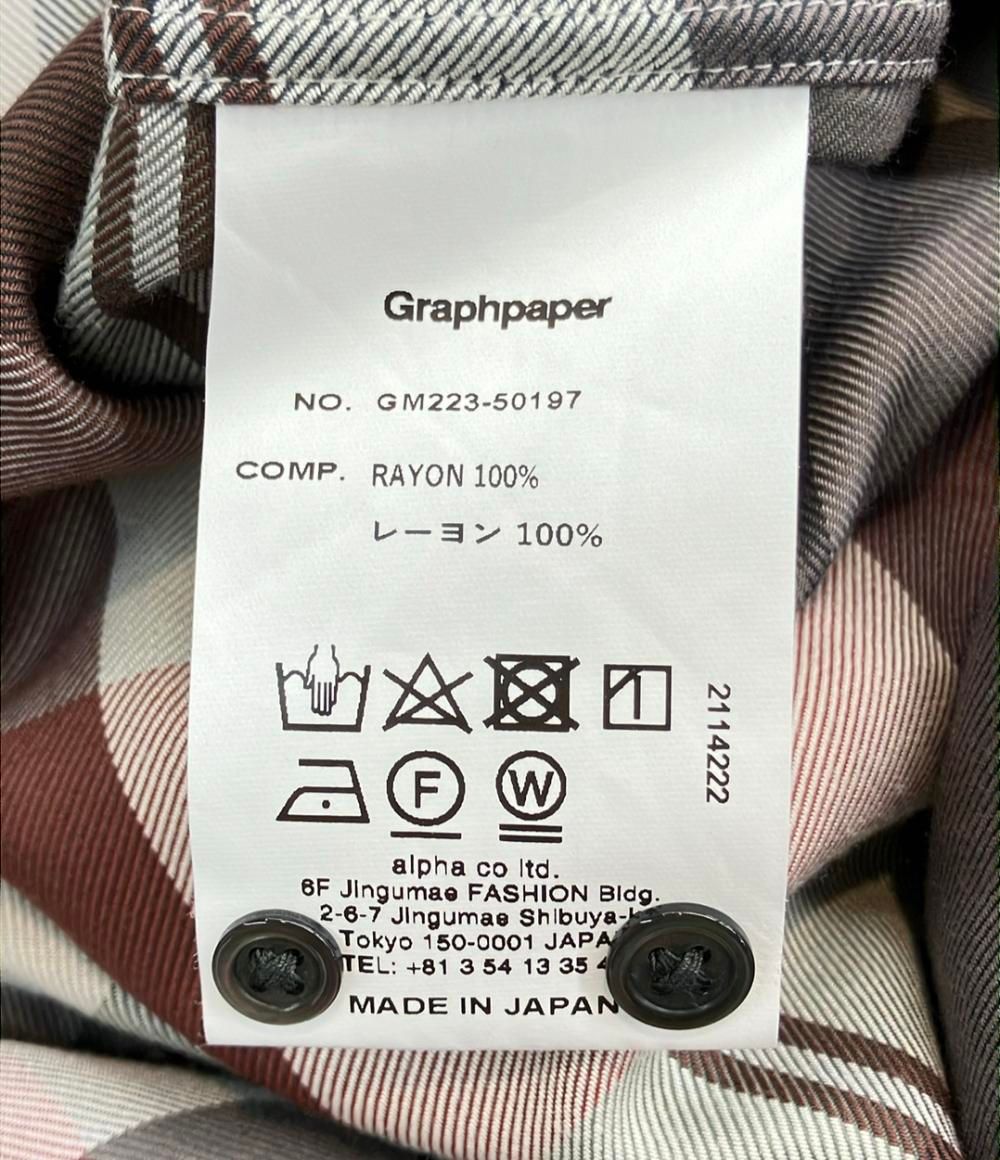 Graphpaper
NO. GM223-50197
COMP. RAYON 100%
レーヨン 100%
2114222
F
W
alpha co ltd.
6F Jingumae FASHION Bldg.
2-6-7 Jingumae Shibuya-
Tokyo 150-0001 JAPA
TEL: +81 3 54 13 35
MADE IN JAPAN